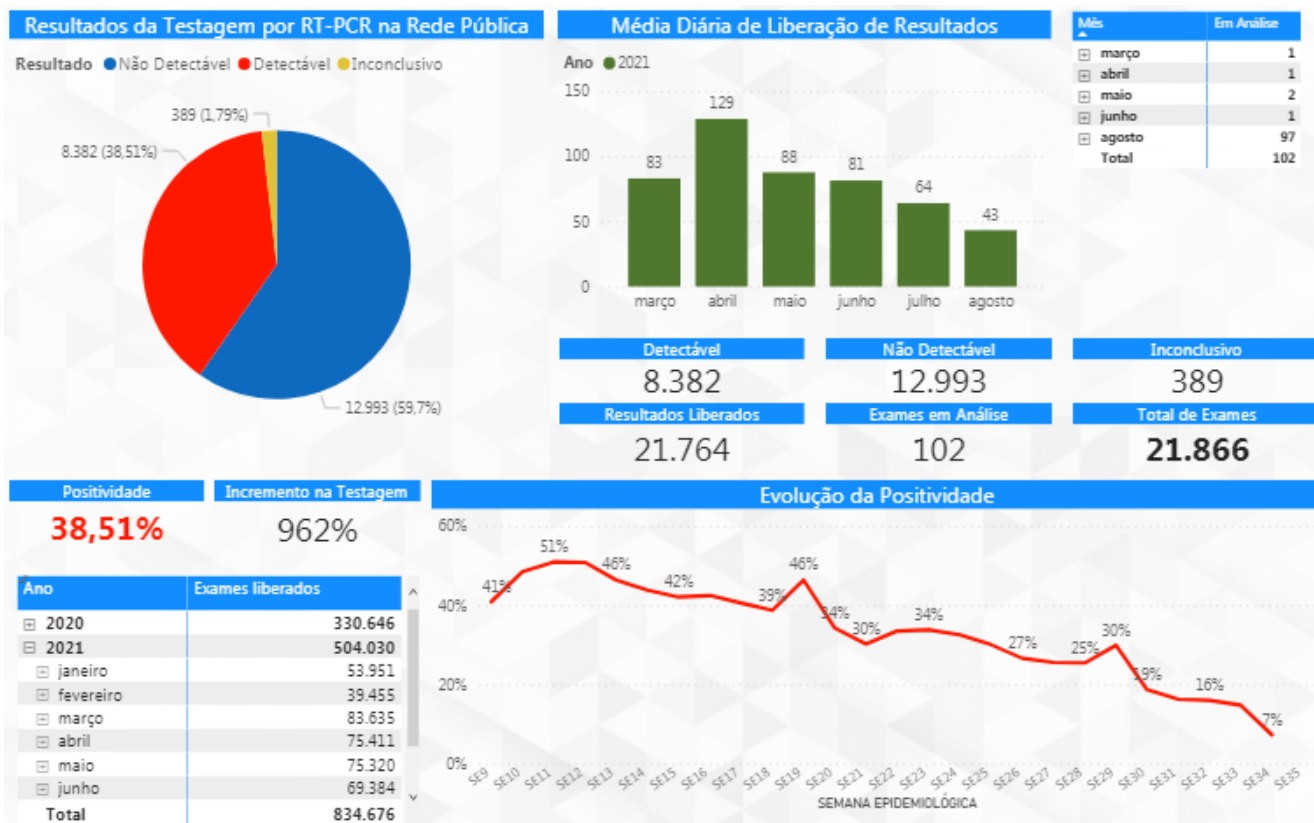 Resultados da Testagem por RT-PCR na Rede Pública
Resultado Não Detectável Detectável Inconclusivo
389 (1,79%)
8.382 (38,51%)
12.993 (59,7%)
Média Diária de Liberação de Resultados
Ano 2021
150
100
50
0
83
129
88
81
64
43
março abril maio junho julho agosto
Mês Em Análise
março 1
abril 1
maio 2
junho 1
agosto 97
Total 102
Detectável Não Detectável Inconclusivo
8.382 12.993 389
Resultados Liberados Exames em Análise Total de Exames
21.764 102 21.866
Positividade Incremento na Testagem
38,51% 962%
Ano Exames liberados
2020 330.646
2021 504.030
janeiro 53.951
fevereiro 39.455
março 83.635
abril 75.411
maio 75.320
junho 69.384
Total 834.676
Evolução da Positividade
60%
40%
20%
0%
41%
51%
46%
42%
39%
46%
34%
30%
34%
27%
25%
30%
19%
16%
7%
SE9 SE10 SE11 SE12 SE13 SE14 SE15 SE16 SE17 SE18 SE19 SE20 SE21 SE22 SE23 SE24 SE25 SE26 SE27 SE28 SE29 SE30 SE31 SE32 SE33 SE34 SE35
SEMANA EPIDEMIOLÓGICA